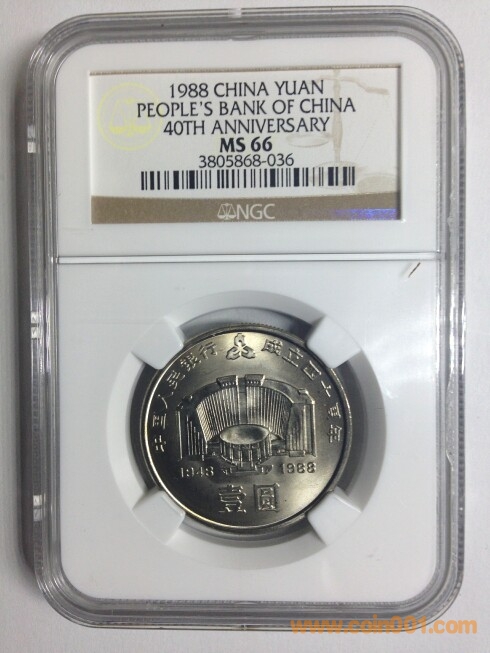 1988 CHINA YUAN
PEOPLE'S BANK OF CHINA
40TH ANNIVERSARY
MS 66
3805868-036
NGC
中国人民银行 成立四十周年
1948 1988
壹圆
www.coin001.com